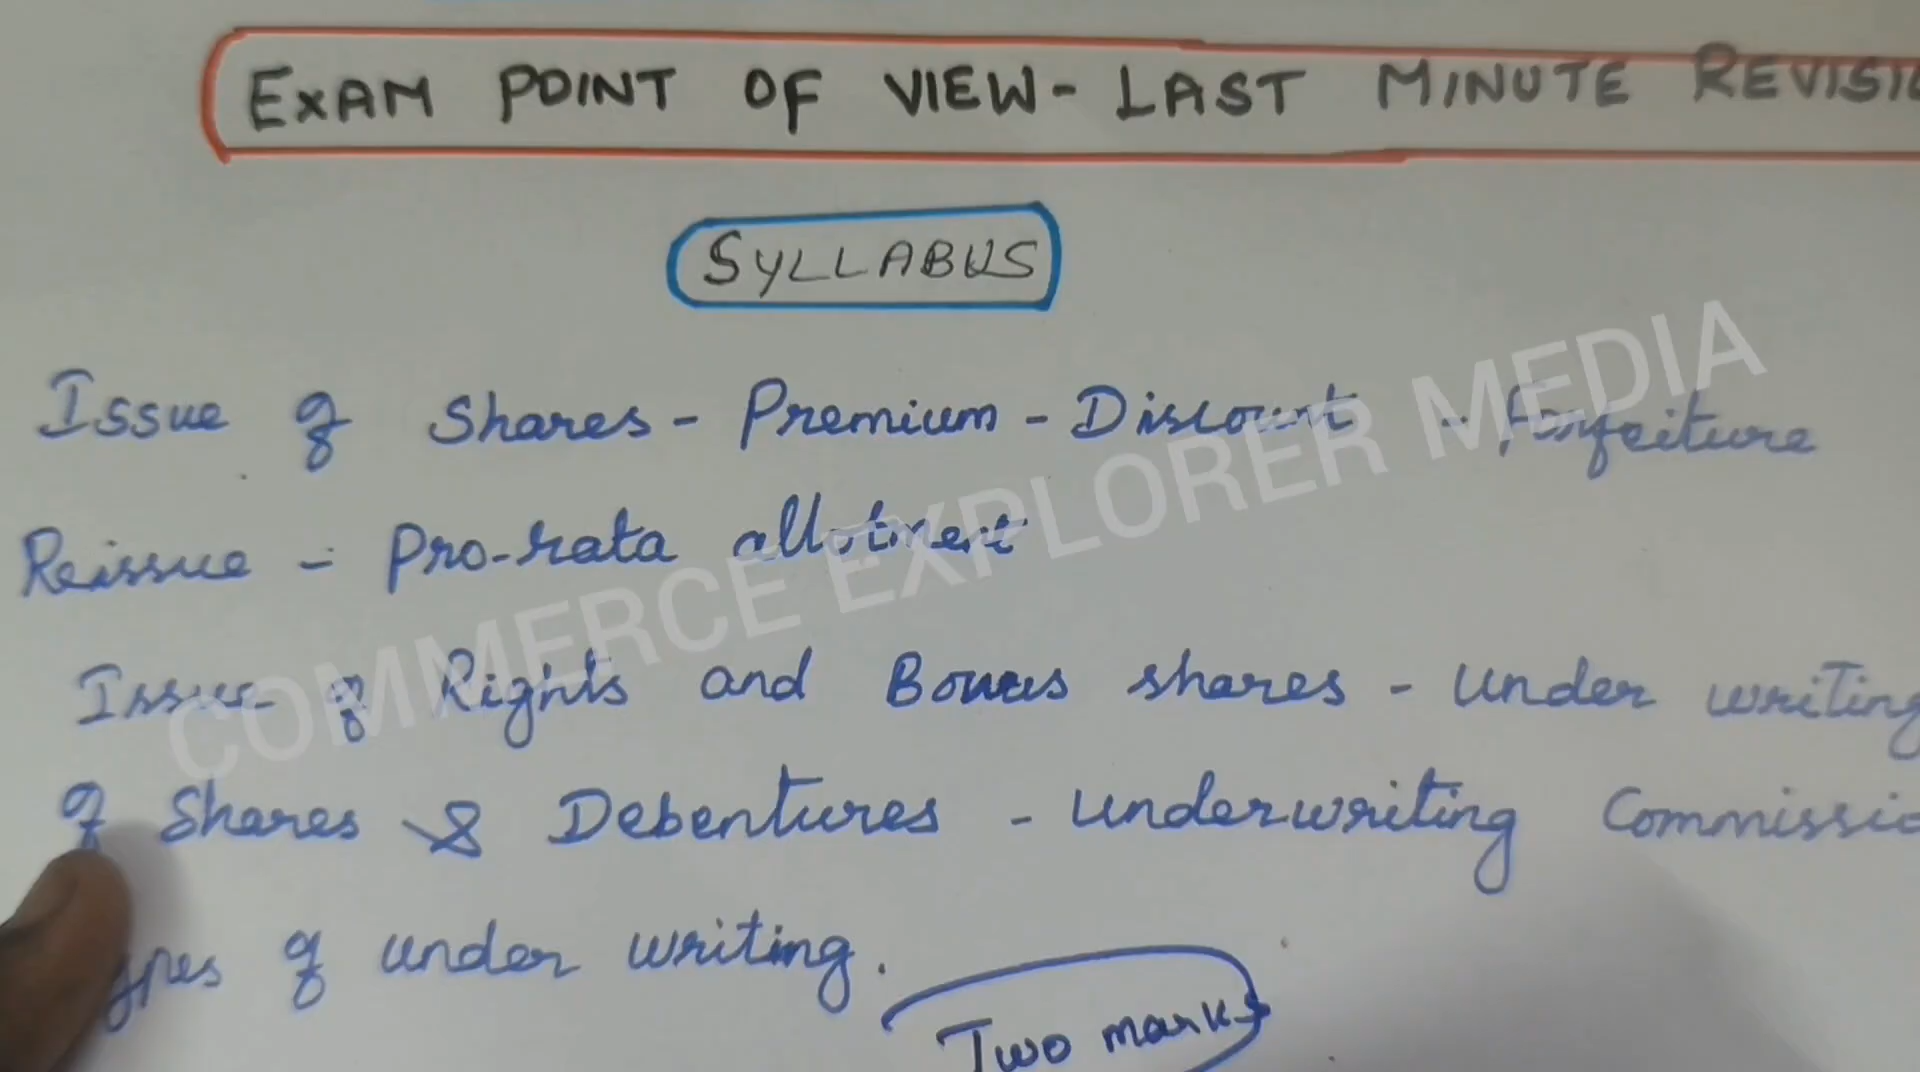 EXAM POINT OF VIEW - LAST MINUTE
SYLLABUS
Issue of Shares - Premium - Discount - Forfeiture
Reissue - Pro-rata allotment
Issue of Rights and Bonus shares - Under writing
of Shares & Debentures - Underwriting
of under writing.
Two marks
COMMERCE EXPLORER MEDIA